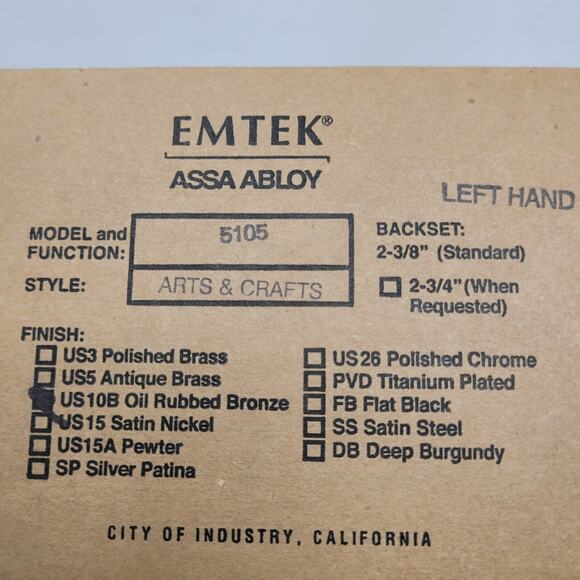 EMTEK®
ASSA ABLOY
LEFT HAND
MODEL and FUNCTION: 5105
STYLE: ARTS & CRAFTS
BACKSET:
2-3/8" (Standard)
2-3/4" (When
Requested)
FINISH:
US3 Polished Brass
US5 Antique Brass
US10B Oil Rubbed Bronze
US15 Satin Nickel
US15A Pewter
SP Silver Patina
US26 Polished Chrome
PVD Titanium Plated
FB Flat Black
SS Satin Steel
DB Deep Burgundy
CITY OF INDUSTRY, CALIFORNIA